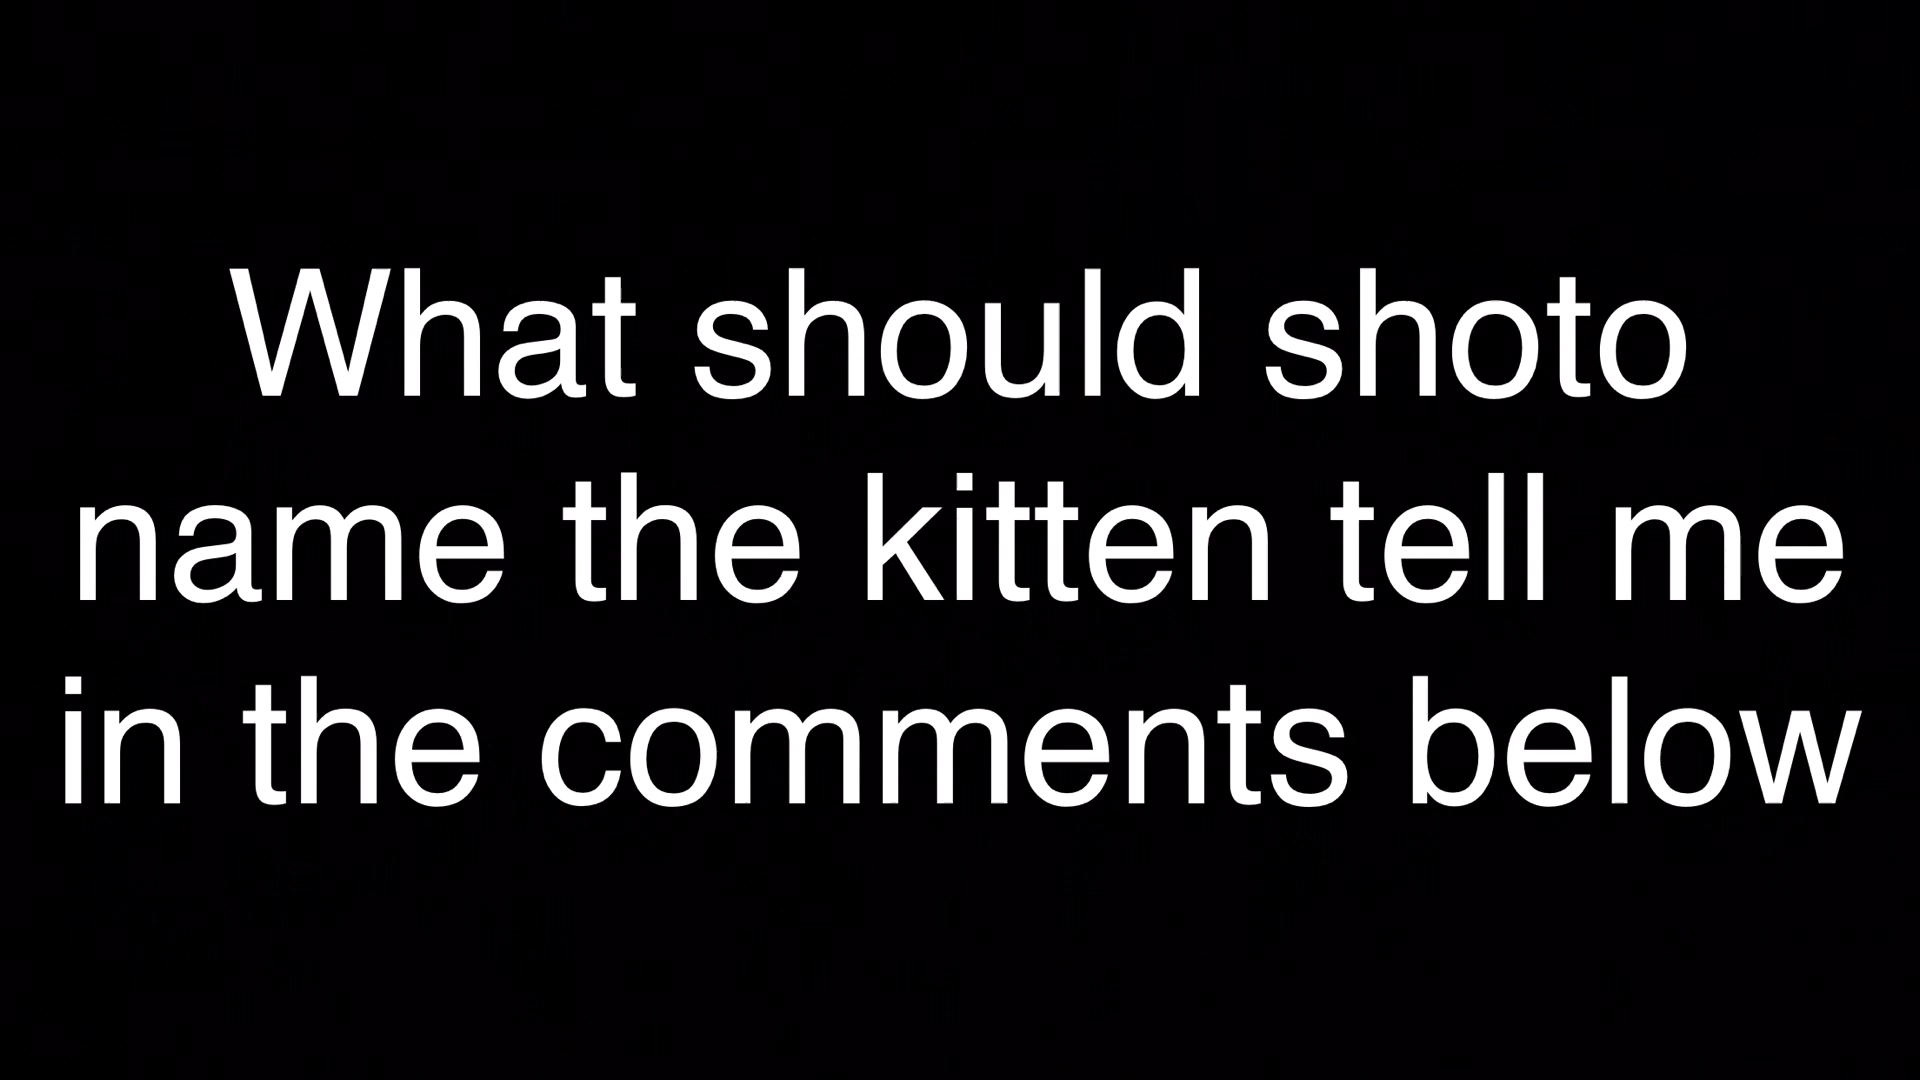 What should shoto
name the kitten tell me
in the comments below